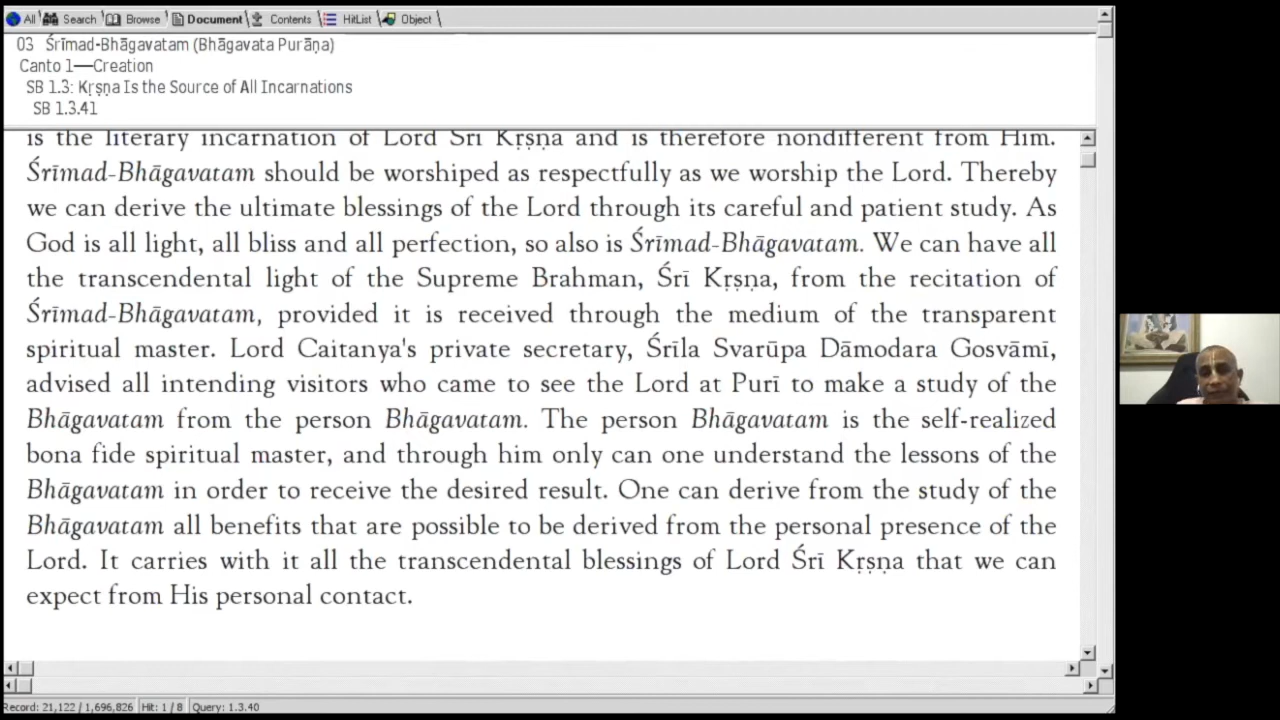 All Search Browse Document Contents HitList Object
03 Śrīmad-Bhāgavatam (Bhāgavata Purāṇa)
Canto 1—Creation
SB 1.3: Kṛṣṇa Is the Source of All Incarnations
SB 1.3.41
is the literary incarnation of Lord Śrī Kṛṣṇa and is therefore nondifferent from Him.
Śrīmad-Bhāgavatam should be worshiped as respectfully as we worship the Lord. Thereby
we can derive the ultimate blessings of the Lord through its careful and patient study. As
God is all light, all bliss and all perfection, so also is Śrīmad-Bhāgavatam. We can have all
the transcendental light of the Supreme Brahman, Śrī Kṛṣṇa, from the recitation of
Śrīmad-Bhāgavatam, provided it is received through the medium of the transparent
spiritual master. Lord Caitanya's private secretary, Śrīla Svarūpa Dāmodara Gosvāmī,
advised all intending visitors who came to see the Lord at Purī to make a study of the
Bhāgavatam from the person Bhāgavatam. The person Bhāgavatam is the self-realized
bona fide spiritual master, and through him only can one understand the lessons of the
Bhāgavatam in order to receive the desired result. One can derive from the study of the
Bhāgavatam all benefits that are possible to be derived from the personal presence of the
Lord. It carries with it all the transcendental blessings of Lord Śrī Kṛṣṇa that we can
expect from His personal contact.
Record: 21,122 / 1,696,826 Hit: 1 / 8 Query: 1.3.40